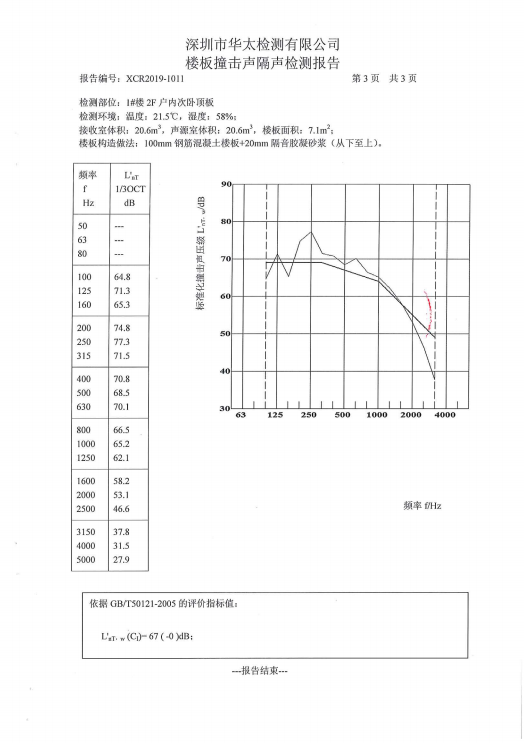 深圳市华太检测有限公司
楼板撞击声隔声检测报告
报告编号：XCR2019-1011 第 3 页 共 3 页
检测部位：1#楼 2F 户内次卧顶板
检测环境：温度：21.5℃，湿度：58%；
接收室体积：20.6m³，声源室体积：20.6m³，楼板面积：7.1m²；
楼板构造做法：100mm 钢筋混凝土楼板+20mm 隔音胶凝砂浆（从下至上）。
频率 L'nT
f 1/3OCT
Hz dB
50 ---
63 ---
80 ---
100 64.8
125 71.3
160 65.3
200 74.8
250 77.3
315 71.5
400 70.8
500 68.5
630 70.1
800 66.5
1000 65.2
1250 62.1
1600 58.2
2000 53.1
2500 46.6
3150 37.8
4000 31.5
5000 27.9
标准化撞击声压级 L'nT，w/dB
90
80
70
60
50
40
30
63 125 250 500 1000 2000 4000
频率 f/Hz
依据 GB/T50121-2005 的评价指标值：
L'nT，w (CI)= 67 ( -0 )dB；
---报告结束---